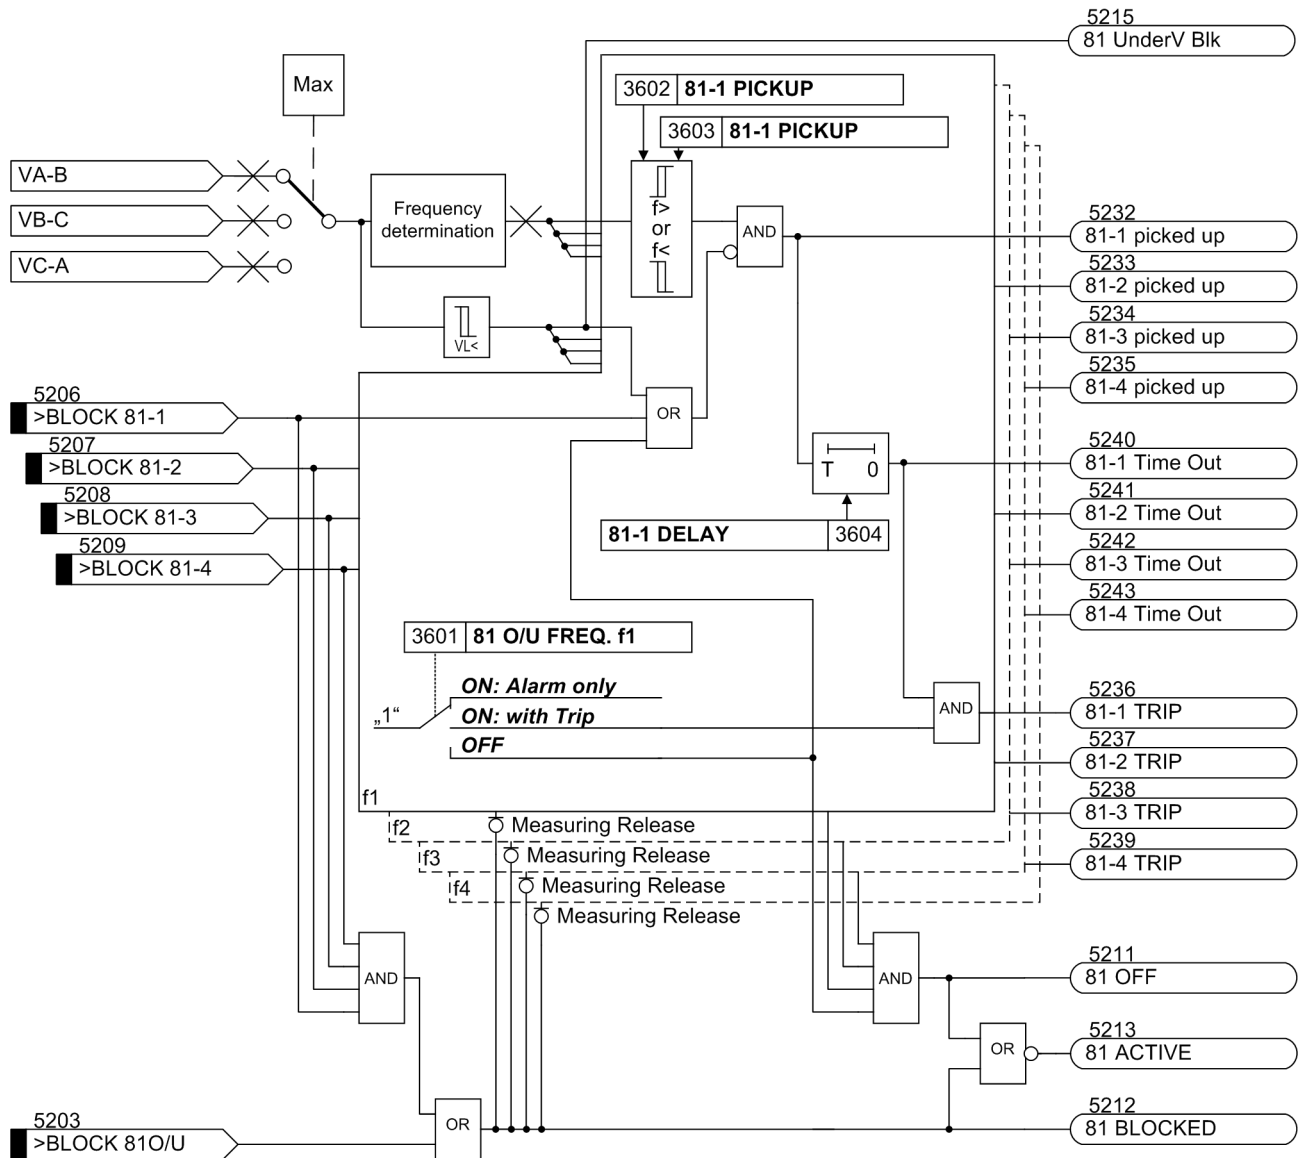 5215
81 UnderV Blk
Max
3602 81-1 PICKUP
3603 81-1 PICKUP
VA-B
VB-C
VC-A
Frequency
determination
f>
or
f<
AND
VL<
5232
81-1 picked up
5233
81-2 picked up
5234
81-3 picked up
5235
81-4 picked up
5206
>BLOCK 81-1
5207
>BLOCK 81-2
5208
>BLOCK 81-3
5209
>BLOCK 81-4
OR
T 0
81-1 DELAY 3604
5240
81-1 Time Out
5241
81-2 Time Out
5242
81-3 Time Out
5243
81-4 Time Out
3601 81 O/U FREQ. f1
ON: Alarm only
„1“
ON: with Trip
OFF
AND
5236
81-1 TRIP
5237
81-2 TRIP
5238
81-3 TRIP
5239
81-4 TRIP
f1
f2
f3
f4
Measuring Release
Measuring Release
Measuring Release
Measuring Release
AND
AND
5211
81 OFF
OR
5213
81 ACTIVE
5203
>BLOCK 81O/U
OR
5212
81 BLOCKED